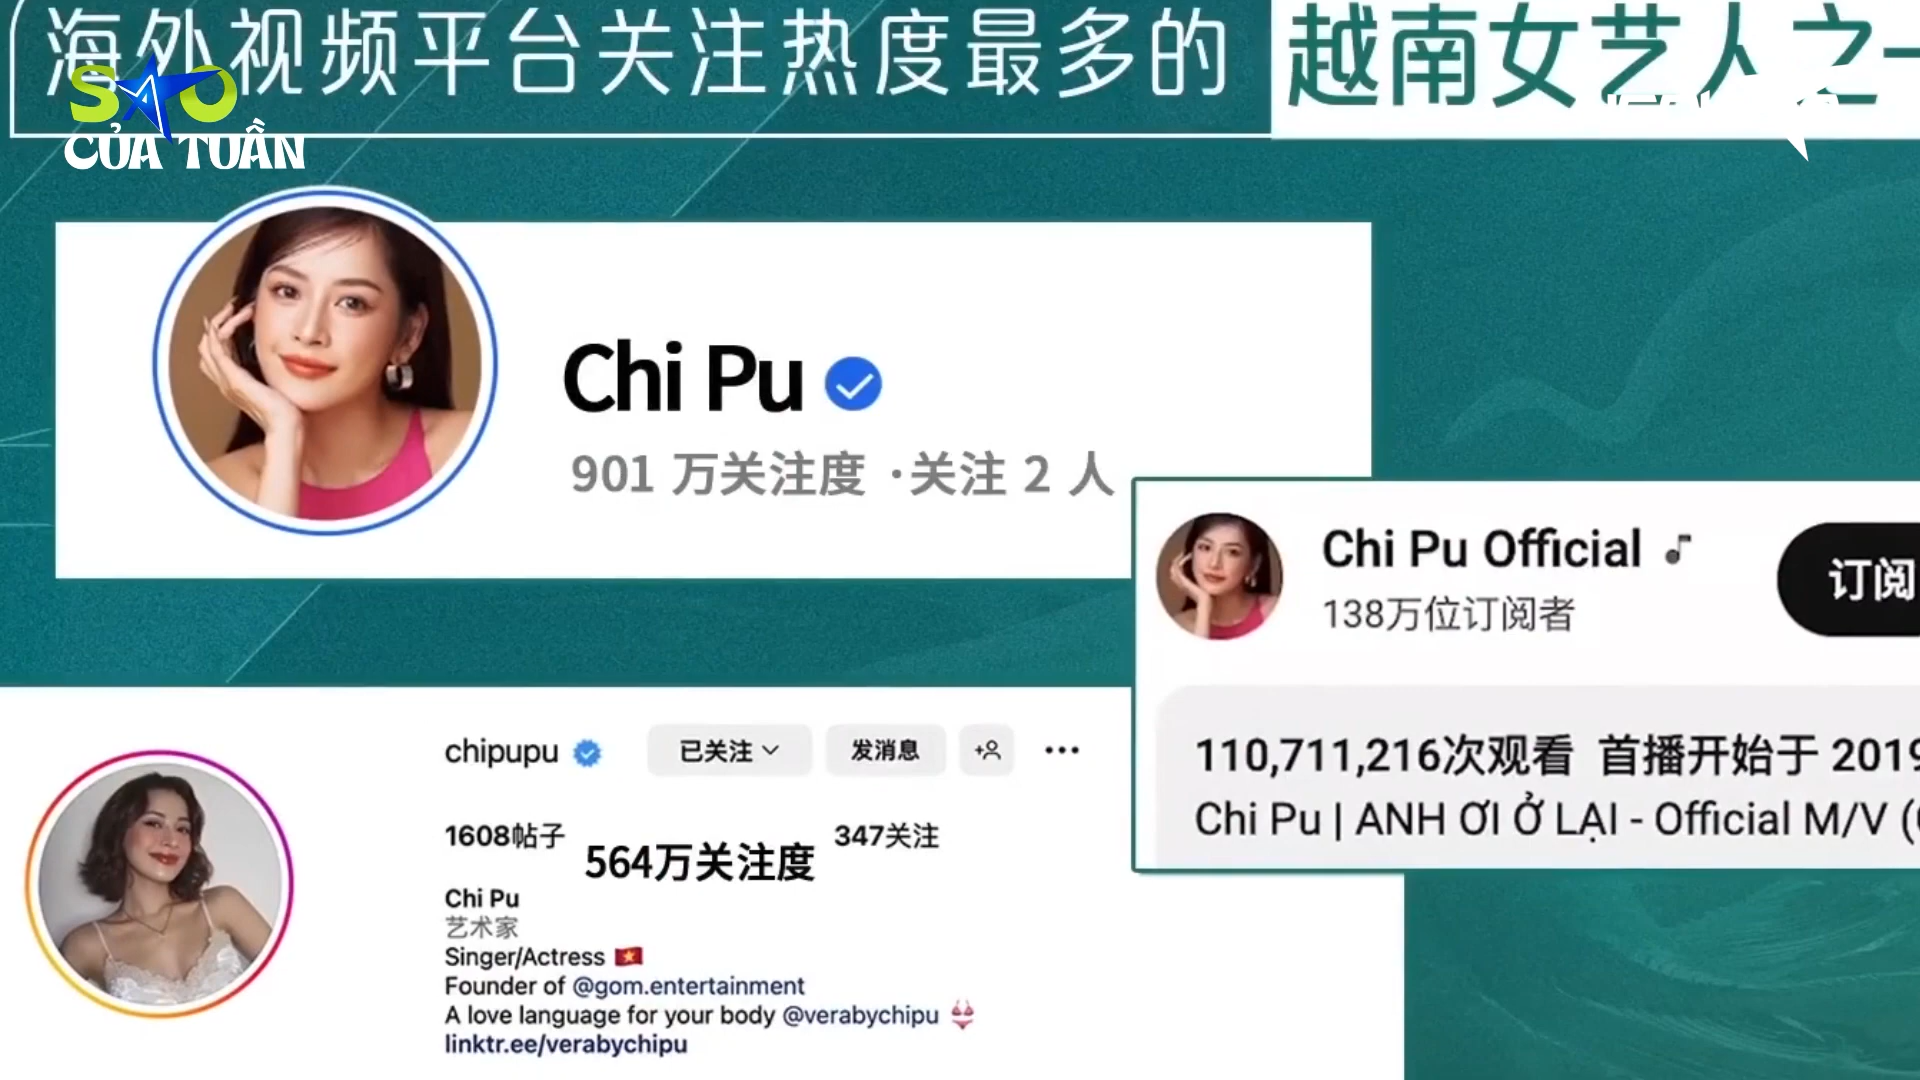 海外视频平台关注热度最多的 越南女艺人之一
SAO
CỦA TUẦN
Chi Pu
901 万关注度 ·关注 2 人
Chi Pu Official
138万位订阅者
订阅
110,711,216次观看 首播开始于 2019
Chi Pu | ANH ƠI Ở LẠI - Official M/V (
chipupu
已关注
发消息
1608帖子
564万关注度
347关注
Chi Pu
艺术家
Singer/Actress
Founder of @gom.entertainment
A love language for your body @verabychipu
linktr.ee/verabychipu